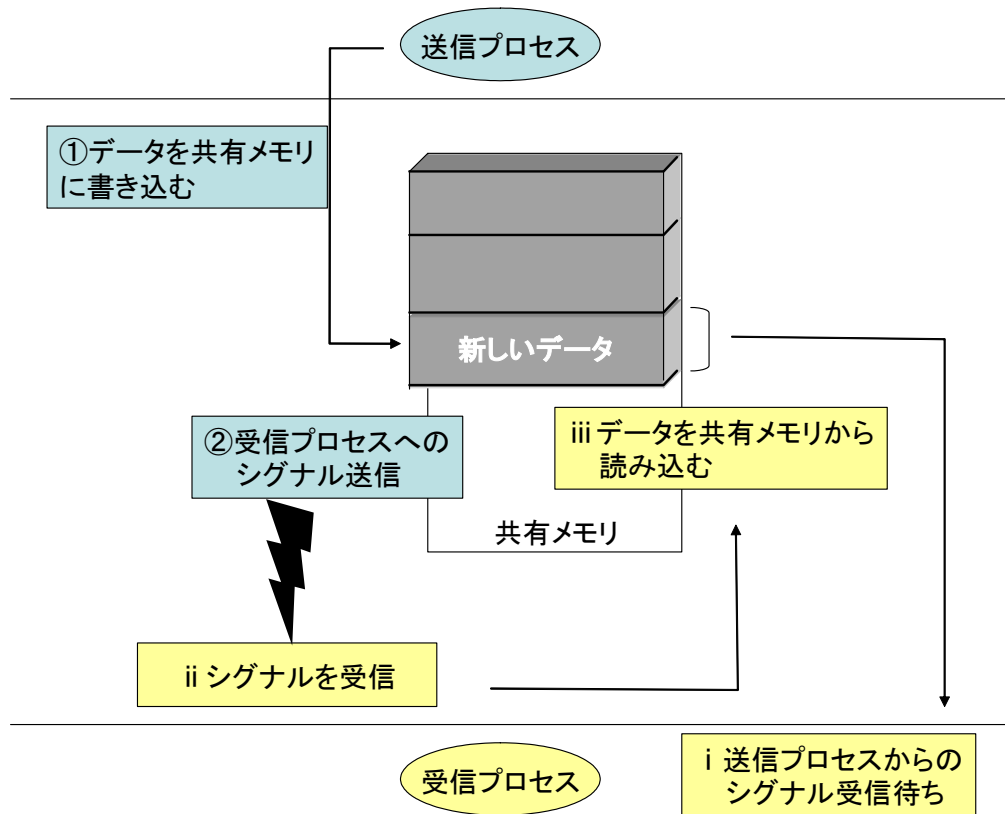 送信プロセス
①データを共有メモリ
に書き込む
新しいデータ
②受信プロセスへの
シグナル送信
iii データを共有メモリから
読み込む
共有メモリ
ii シグナルを受信
受信プロセス
i 送信プロセスからの
シグナル受信待ち